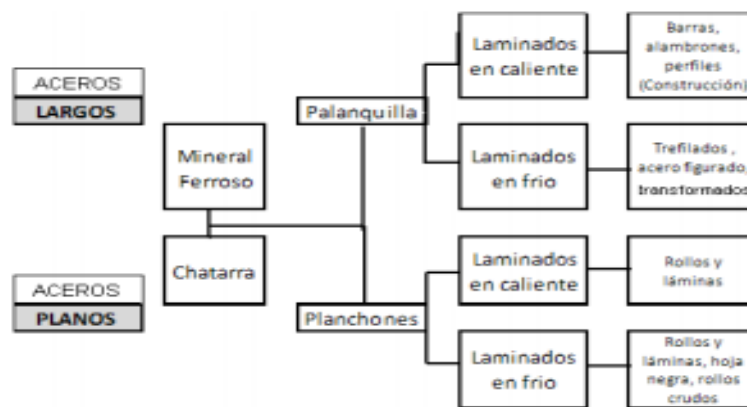 ACEROS
LARGOS
Mineral
Ferroso
Chatarra
ACEROS
PLANOS
Palanquilla
Laminados
en caliente
Barras,
alambrones,
perfiles
(Construcción)
Laminados
en frio
Trefilados ,
acero figurado,
transformados
Planchones
Laminados
en caliente
Rollos y
láminas
Laminados
en frio
Rollos y
láminas, hoja
negra, rollos
crudos